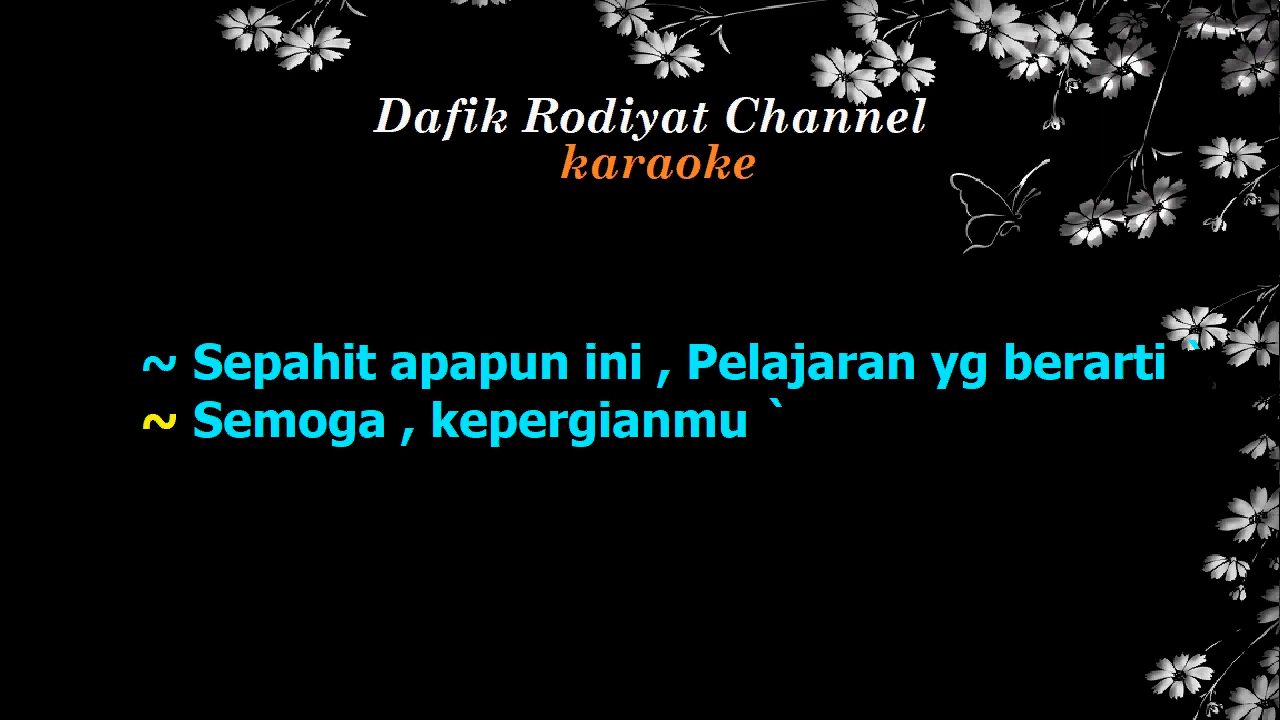 Dafik Rodiyat Channel
karaoke
~ Sepahit apapun ini , Pelajaran yg berarti `
~ Semoga , kepergianmu `